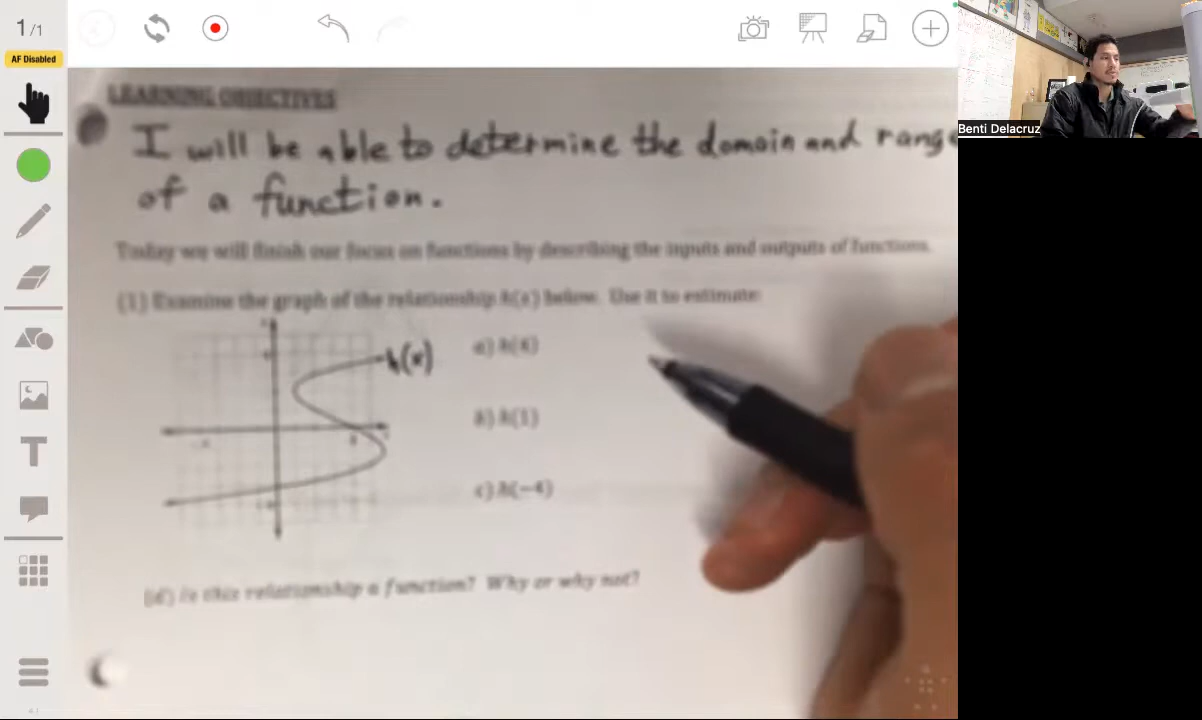 1/1
AF Disabled
Benti Delacruz
LEARNING OBJECTIVES
I will be able to determine the domain and range
of a function.
Today we will finish our focus on functions by describing the inputs and outputs of functions.
(1) Examine the graph of the relationship h(x) below. Use it to estimate:
h(x)
a) h(4)
b) h(1)
c) h(−4)
(d) Is this relationship a function? Why or why not?
T